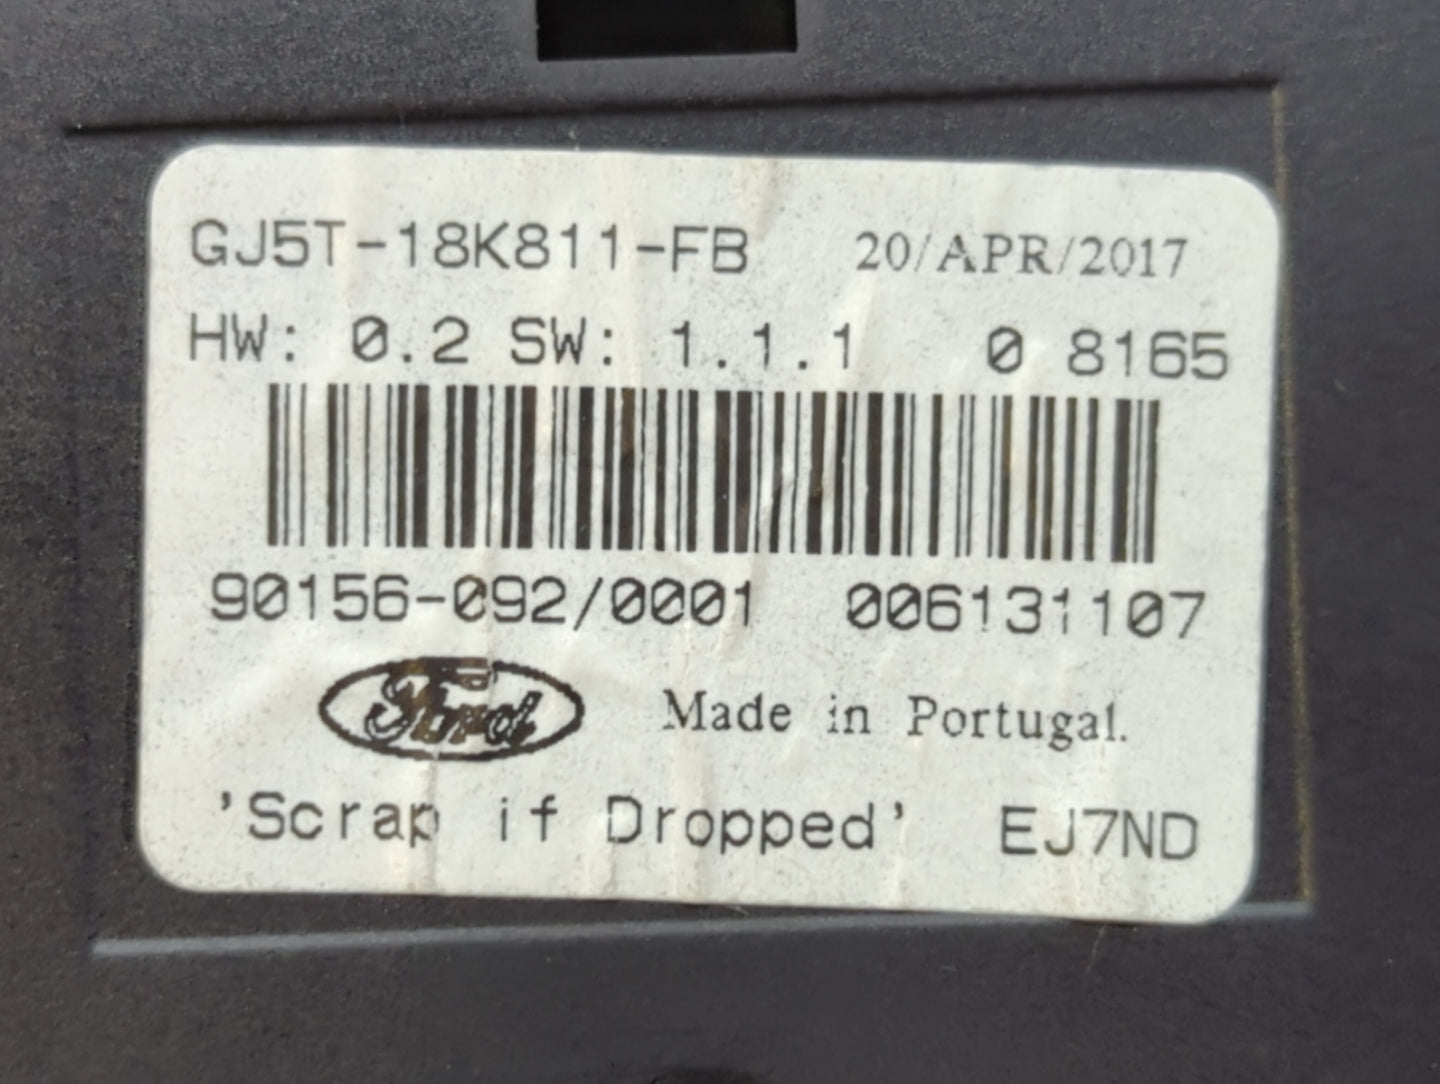 GJ5T-18K811-FB 20/APR/2017
HW: 0.2 SW: 1.1.1 0 8165
90156-092/0001 006131107
Ford Made in Portugal.
'Scrap if Dropped' EJ7ND